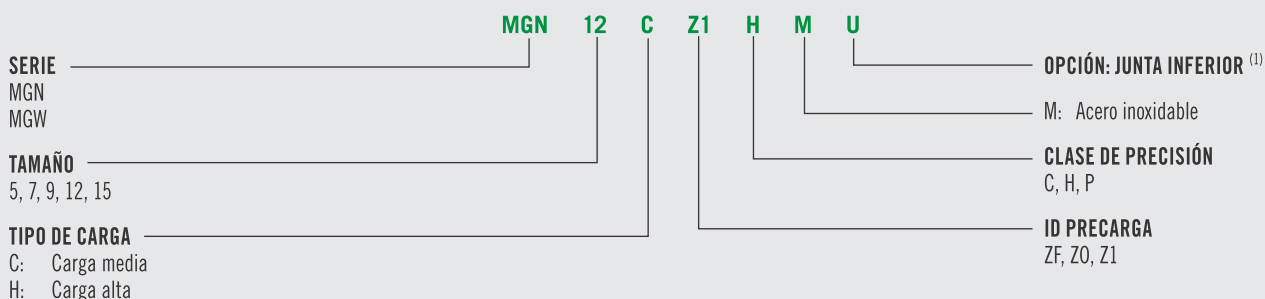 MGN 12 C Z1 H M U
SERIE
MGN
MGW
TAMAÑO
5, 7, 9, 12, 15
TIPO DE CARGA
C: Carga media
H: Carga alta
OPCIÓN: JUNTA INFERIOR (1)
M: Acero inoxidable
CLASE DE PRECISIÓN
C, H, P
ID PRECARGA
ZF, Z0, Z1